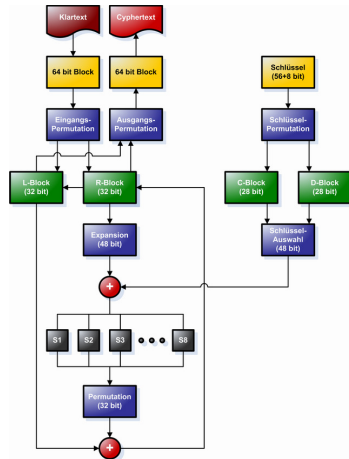 Klartext
Cyphertext
64 bit Block
64 bit Block
Schlüssel
(56+8 bit)
Eingangs-
Permutation
Ausgangs-
Permutation
Schlüssel-
Permutation
L-Block
(32 bit)
R-Block
(32 bit)
C-Block
(28 bit)
D-Block
(28 bit)
Expansion
(48 bit)
Schlüssel-
Auswahl
(48 bit)
+
S1
S2
S3
S8
Permutation
(32 bit)
+